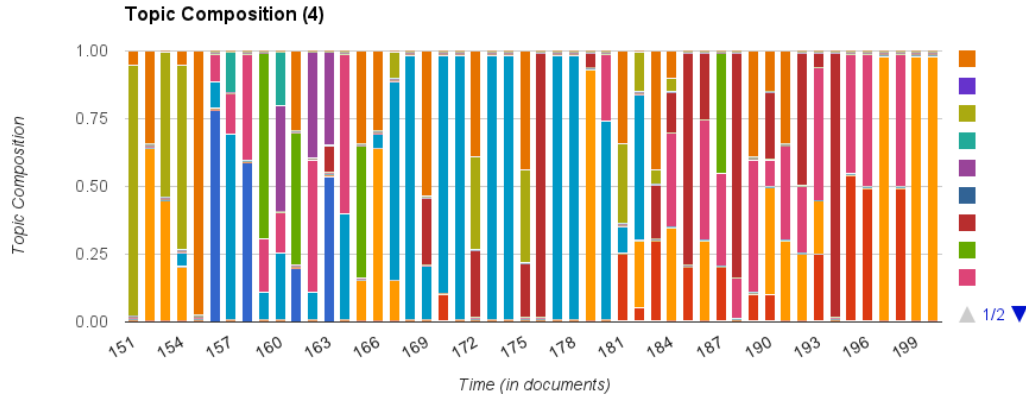 Topic Composition (4)
Topic Composition
1.00
0.75
0.50
0.25
0.00
151 154 157 160 163 166 169 172 175 178 181 184 187 190 193 196 199
Time (in documents)
1/2